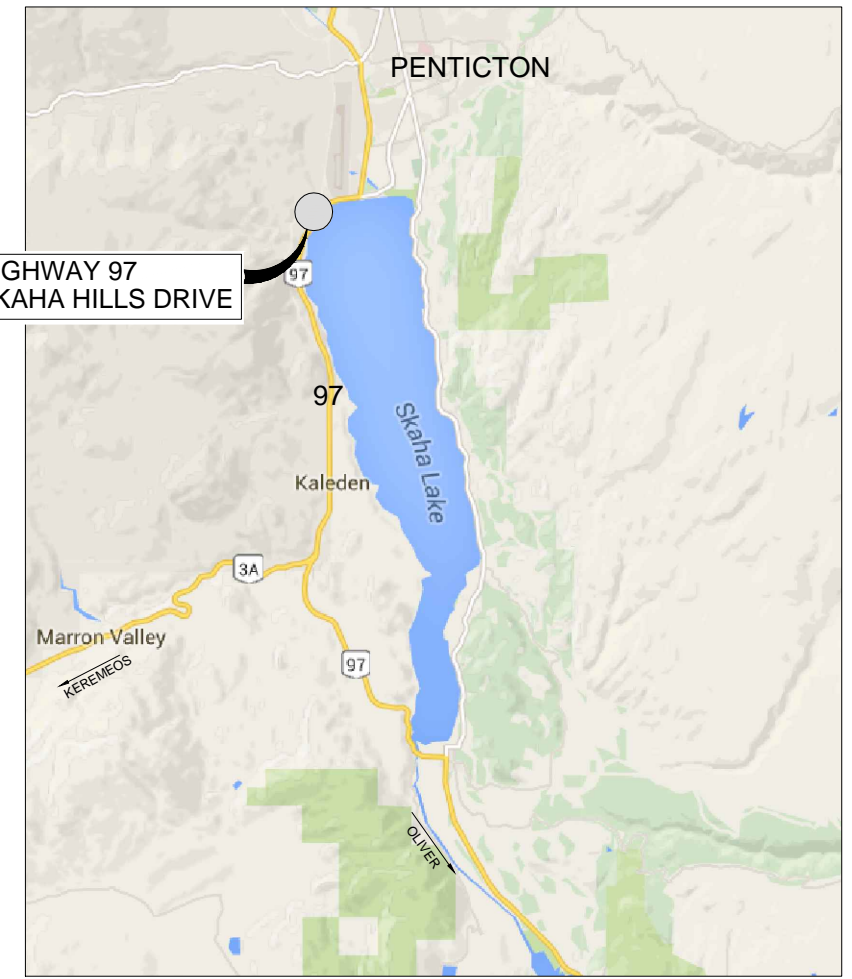 PENTICTON
GHWAY 97
KAHA HILLS DRIVE
97
97
Skaha Lake
Kaleden
3A
Marron Valley
KEREMEOS
97
OLIVER